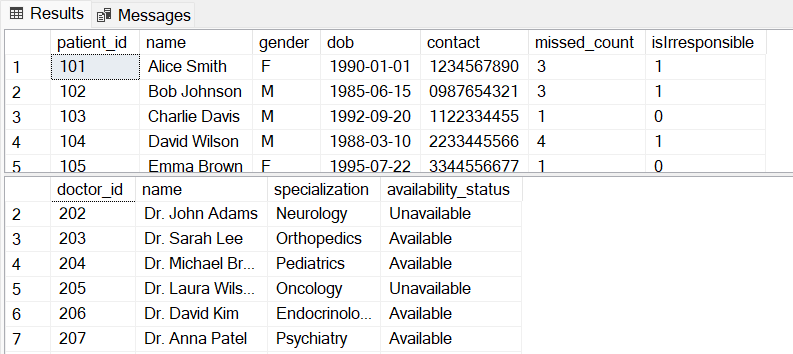 Results Messages
patient_id name gender dob contact missed_count isIrresponsible
1 101 Alice Smith F 1990-01-01 1234567890 3 1
2 102 Bob Johnson M 1985-06-15 0987654321 3 1
3 103 Charlie Davis M 1992-09-20 1122334455 1 0
4 104 David Wilson M 1988-03-10 2233445566 4 1
5 105 Emma Brown F 1995-07-22 3344556677 1 0
doctor_id name specialization availability_status
2 202 Dr. John Adams Neurology Unavailable
3 203 Dr. Sarah Lee Orthopedics Available
4 204 Dr. Michael Br... Pediatrics Available
5 205 Dr. Laura Wils... Oncology Unavailable
6 206 Dr. David Kim Endocrinolo... Available
7 207 Dr. Anna Patel Psychiatry Available